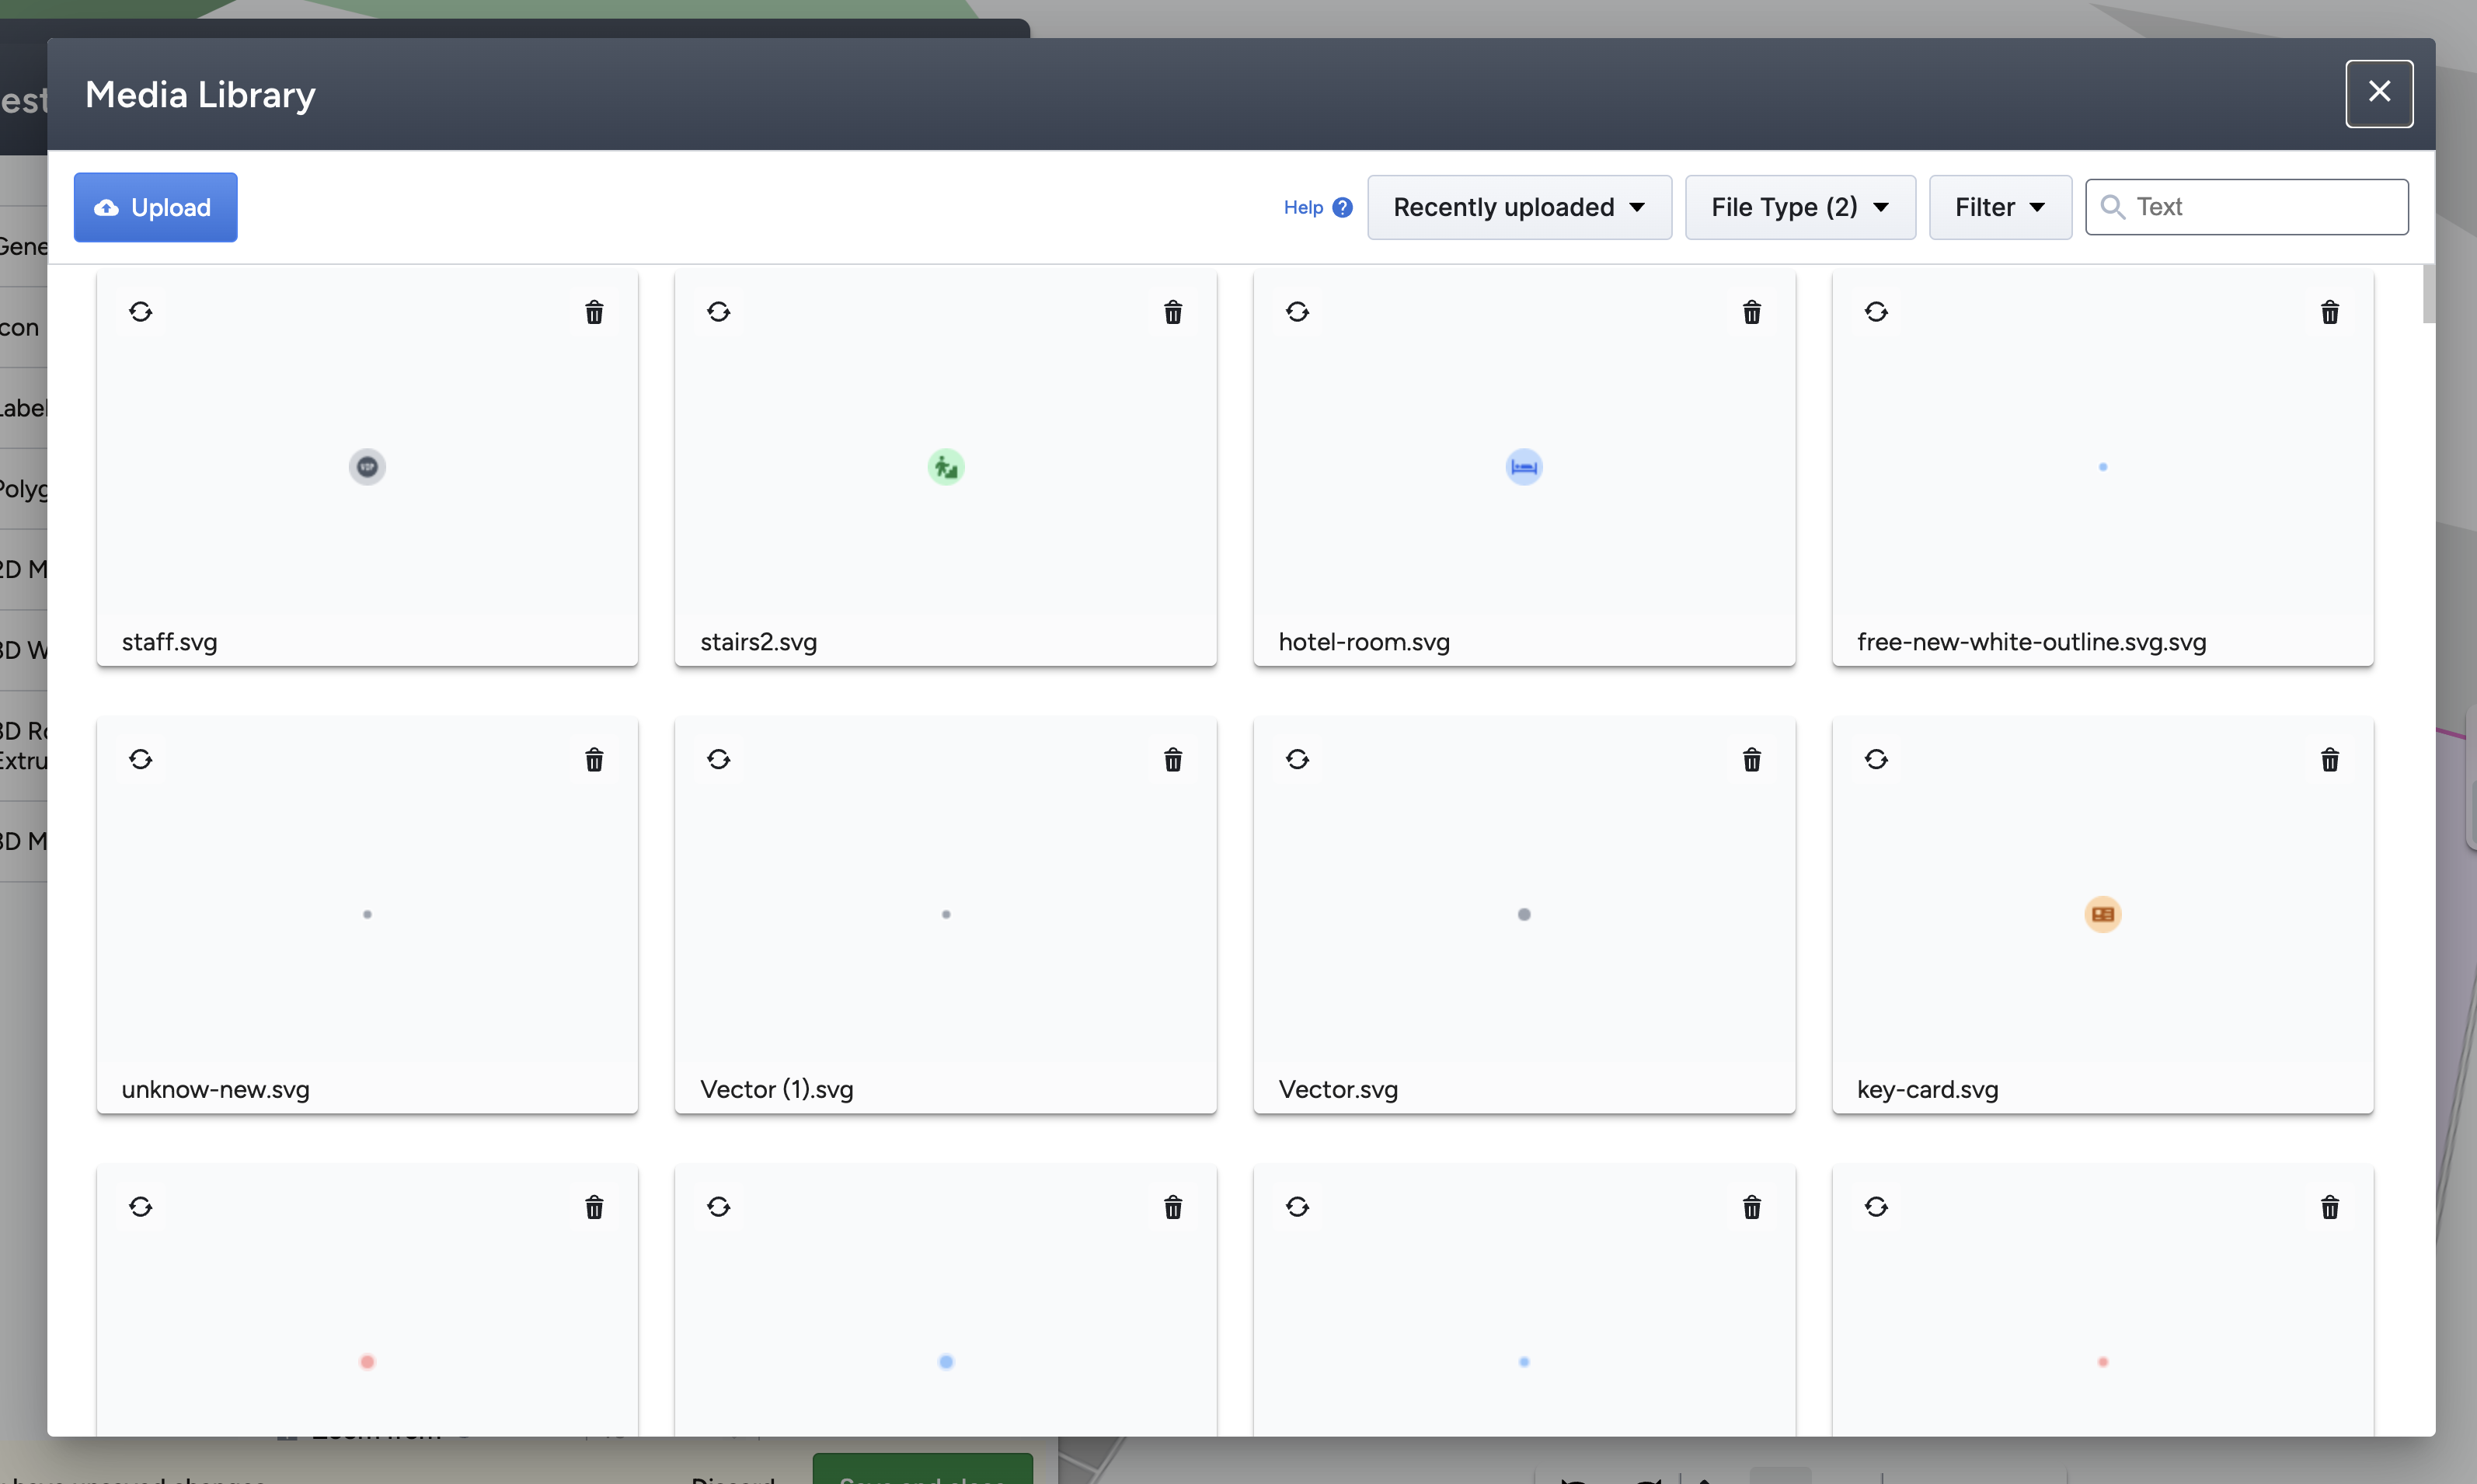 Media Library
Upload
Help ?
Recently uploaded
File Type (2)
Filter
Text
staff.svg
stairs2.svg
hotel-room.svg
free-new-white-outline.svg.svg
unknow-new.svg
Vector (1).svg
Vector.svg
key-card.svg
est
Gene
con
Label
Polyg
2D M
3D W
3D Ro
Extru
3D M